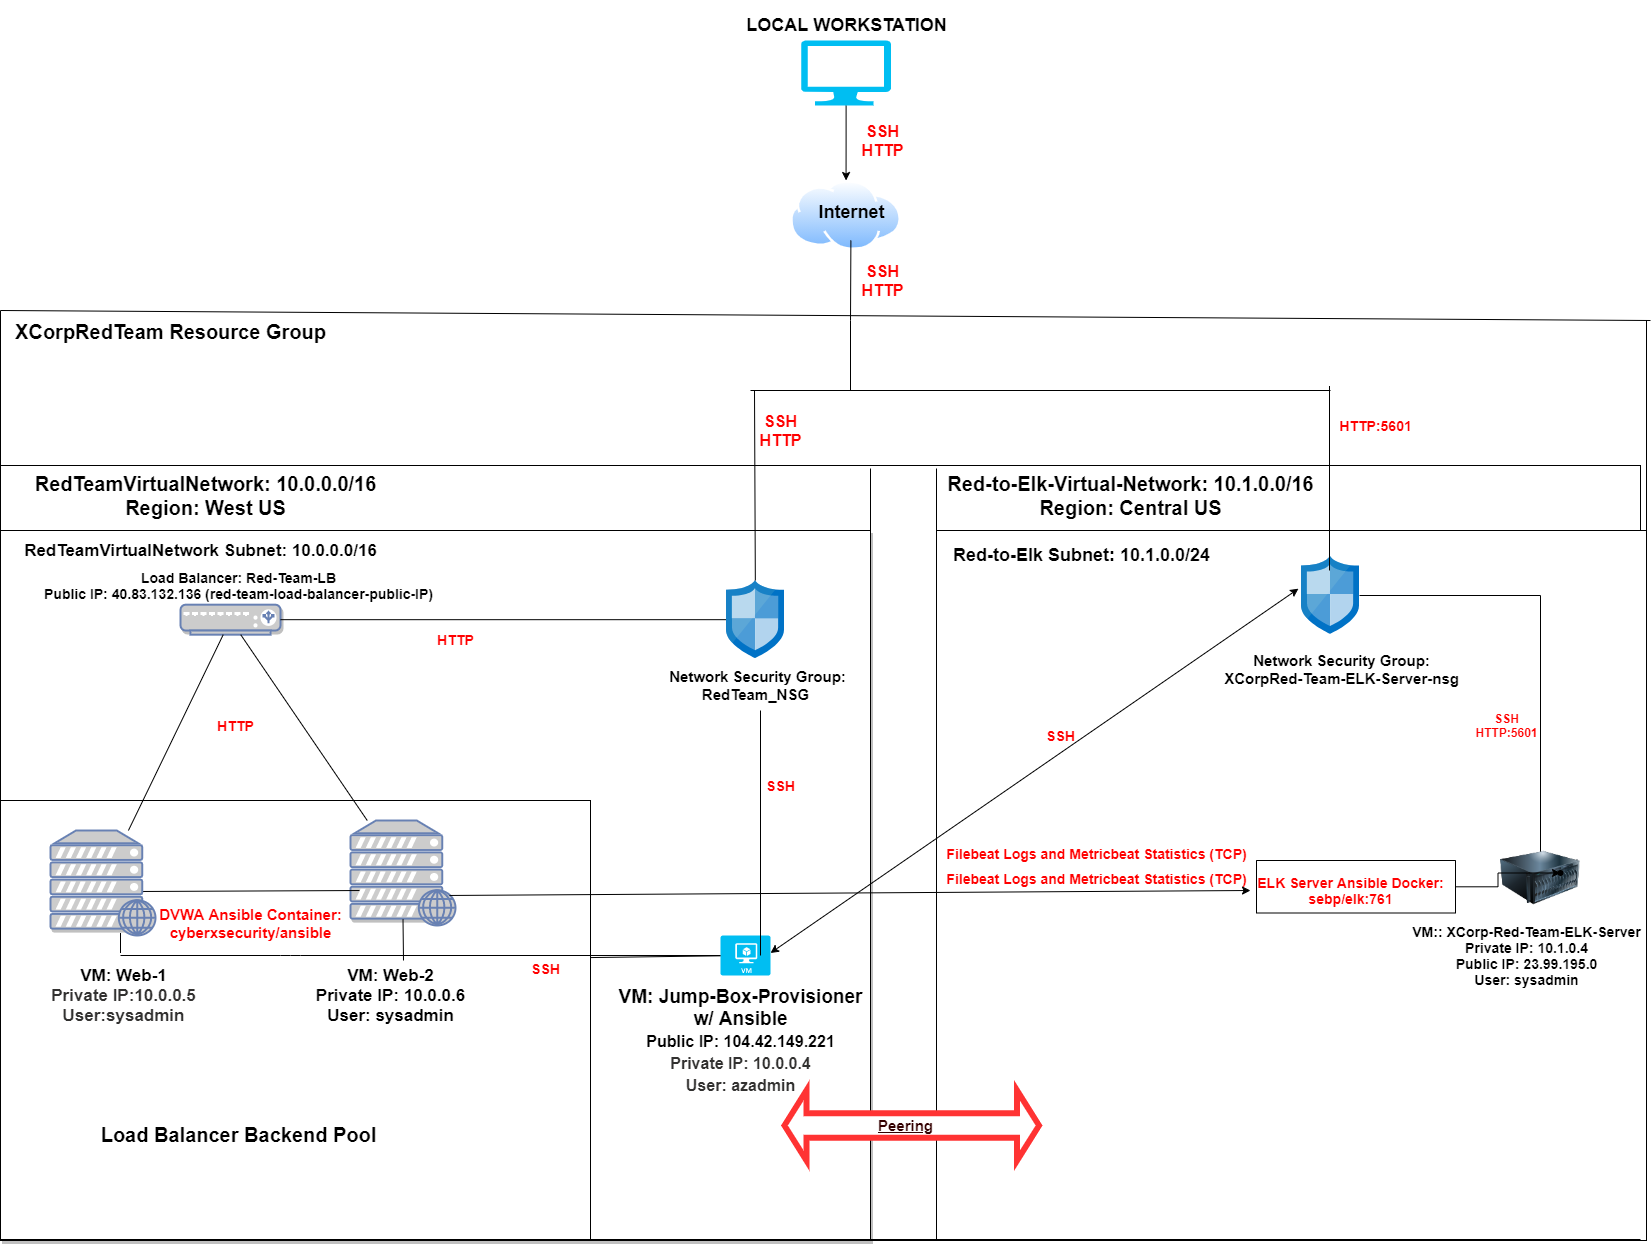 LOCAL WORKSTATION
SSH
HTTP
Internet
SSH
HTTP
XCorpRedTeam Resource Group
SSH
HTTP
HTTP:5601
RedTeamVirtualNetwork: 10.0.0.0/16
Region: West US
Red-to-Elk-Virtual-Network: 10.1.0.0/16
Region: Central US
RedTeamVirtualNetwork Subnet: 10.0.0.0/16
Load Balancer: Red-Team-LB
Public IP: 40.83.132.136 (red-team-load-balancer-public-IP)
HTTP
Network Security Group:
RedTeam_NSG
HTTP
SSH
Red-to-Elk Subnet: 10.1.0.0/24
Network Security Group:
XCorpRed-Team-ELK-Server-nsg
SSH
SSH
HTTP:5601
Filebeat Logs and Metricbeat Statistics (TCP)
Filebeat Logs and Metricbeat Statistics (TCP)
ELK Server Ansible Docker:
sebp/elk:761
VM:: XCorp-Red-Team-ELK-Server
Private IP: 10.1.0.4
Public IP: 23.99.195.0
User: sysadmin
DVWA Ansible Container:
cyberxsecurity/ansible
VM: Web-1
Private IP:10.0.0.5
User:sysadmin
VM: Web-2
Private IP: 10.0.0.6
User: sysadmin
SSH
VM
VM: Jump-Box-Provisioner
w/ Ansible
Public IP: 104.42.149.221
Private IP: 10.0.0.4
User: azadmin
Peering
Load Balancer Backend Pool